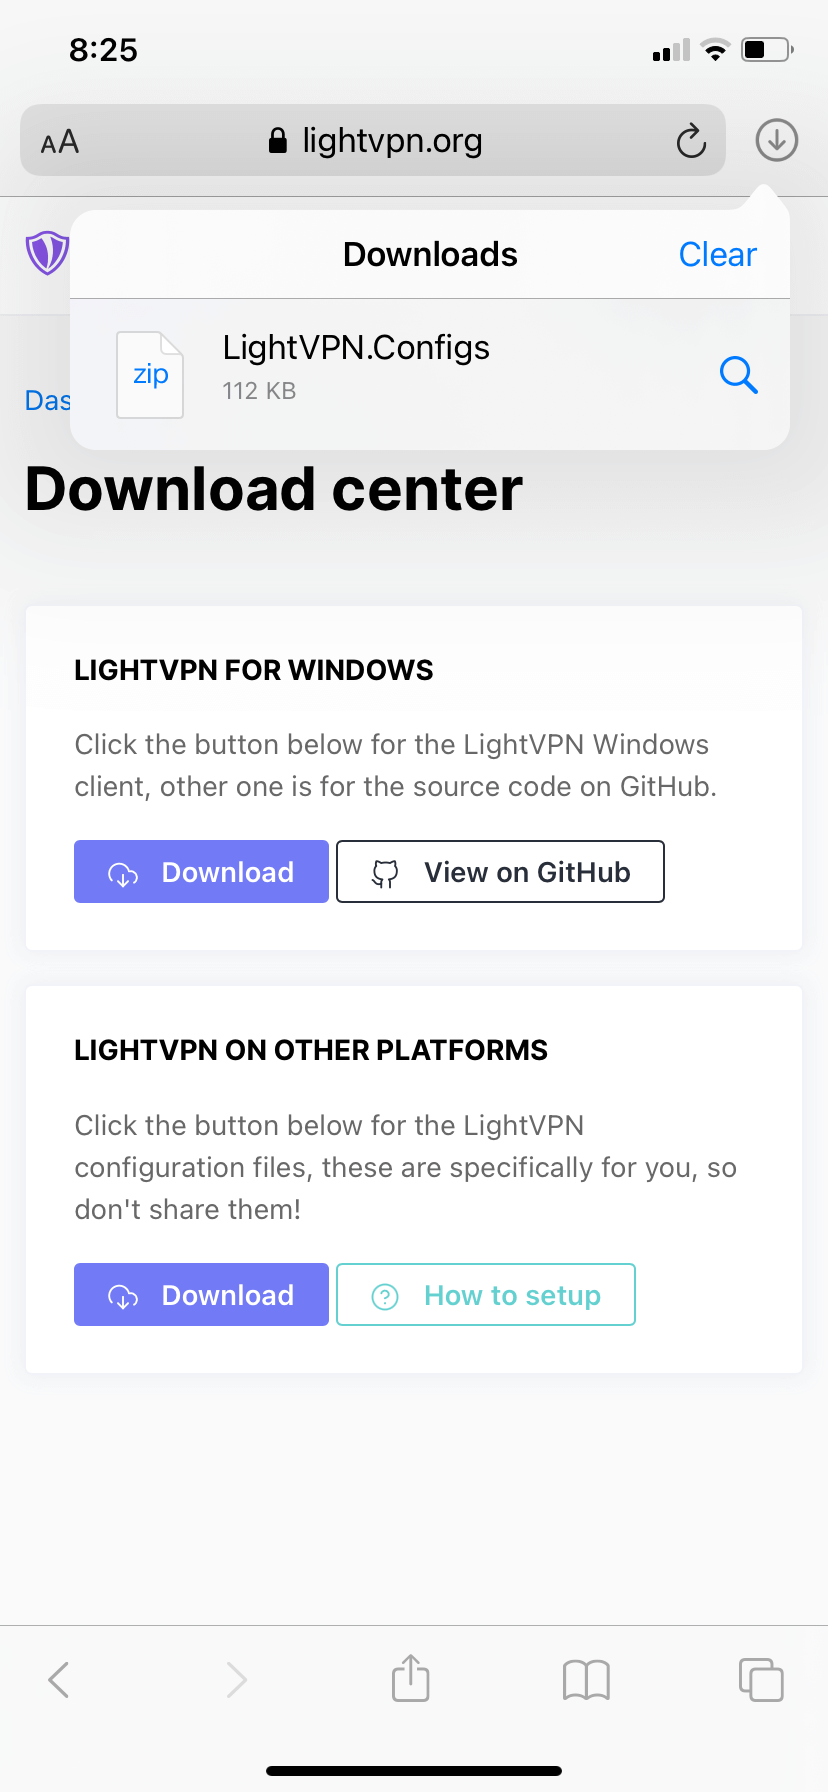 8:25
AA lightvpn.org
Downloads Clear
zip LightVPN.Configs
112 KB
Das
Download center
LIGHTVPN FOR WINDOWS
Click the button below for the LightVPN Windows
client, other one is for the source code on GitHub.
Download View on GitHub
LIGHTVPN ON OTHER PLATFORMS
Click the button below for the LightVPN
configuration files, these are specifically for you, so
don't share them!
Download How to setup